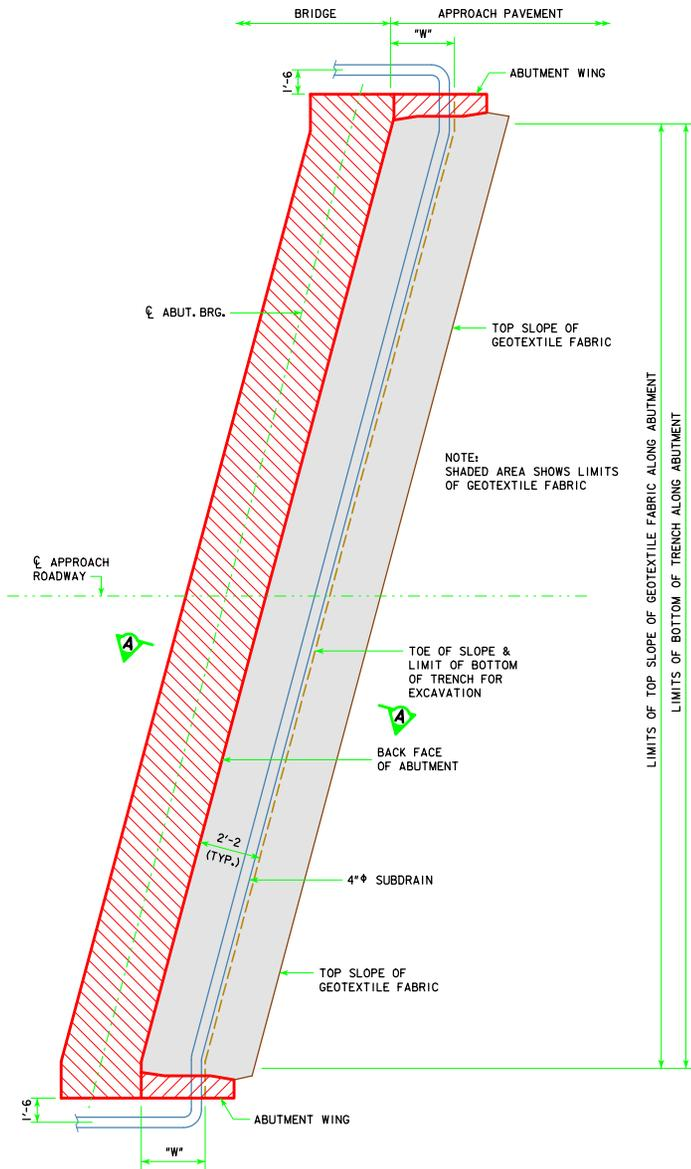 BRIDGE
APPROACH PAVEMENT
"W"
1'-6
ABUTMENT WING
℄ ABUT. BRG.
TOP SLOPE OF
GEOTEXTILE FABRIC
NOTE:
SHADED AREA SHOWS LIMITS
OF GEOTEXTILE FABRIC
LIMITS OF TOP SLOPE OF GEOTEXTILE FABRIC ALONG ABUTMENT
LIMITS OF BOTTOM OF TRENCH ALONG ABUTMENT
℄ APPROACH
ROADWAY
A
TOE OF SLOPE &
LIMIT OF BOTTOM
OF TRENCH FOR
EXCAVATION
A
BACK FACE
OF ABUTMENT
2'-2
(TYP.)
4"ϕ SUBDRAIN
TOP SLOPE OF
GEOTEXTILE FABRIC
1'-6
ABUTMENT WING
"W"